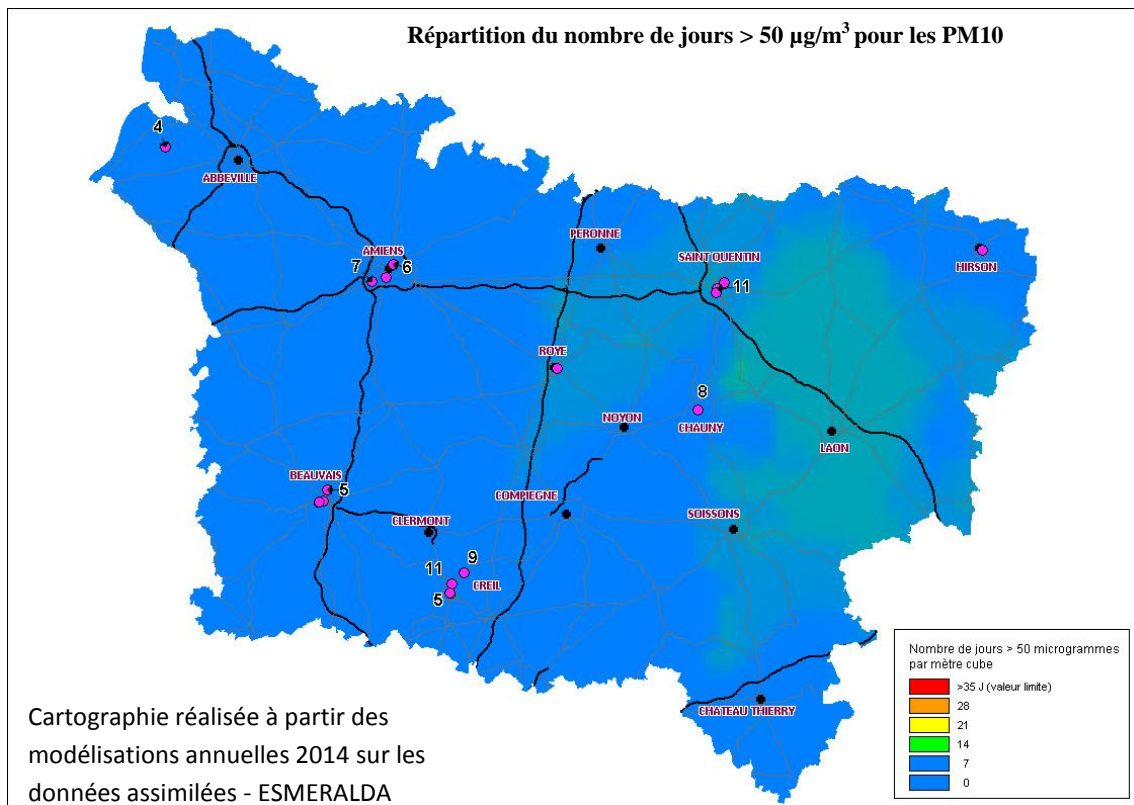 Répartition du nombre de jours > 50 µg/m³ pour les PM10
4
ABBEVILLE
AMIENS
7
6
PERONNE
SAINT QUENTIN
11
HIRSON
ROYE
8
NOYON
CHAUNY
LAON
BEAUVAIS
5
COMPIEGNE
CLERMONT
SOISSONS
9
11
CREIL
5
CHATEAU THIERRY
Nombre de jours > 50 microgrammes
par mètre cube
>35 J (valeur limite)
28
21
14
7
0
Cartographie réalisée à partir des
modélisations annuelles 2014 sur les
données assimilées - ESMERALDA